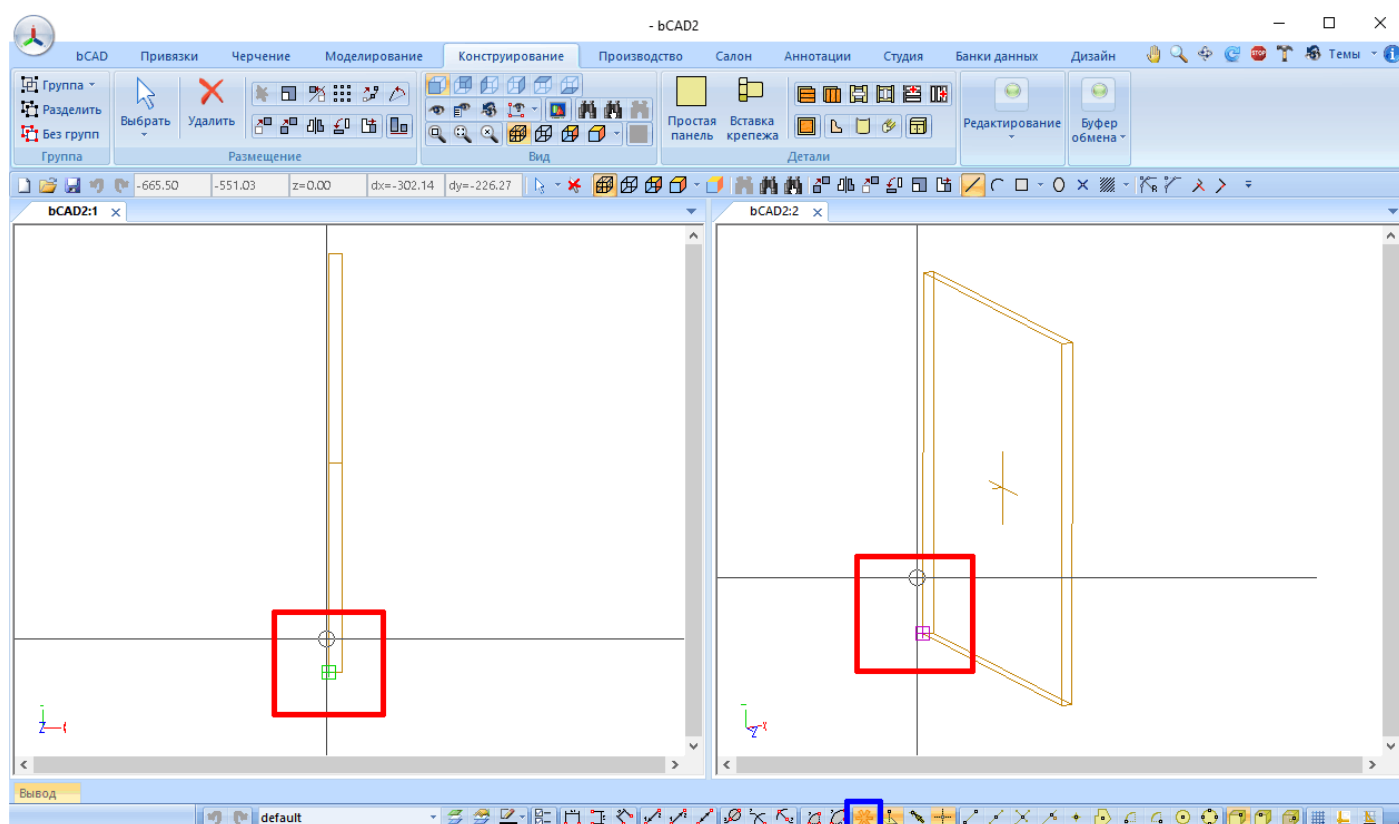 - bCAD2
bCAD Привязки Черчение Моделирование Конструирование Производство Салон Аннотации Студия Банки данных Дизайн STOP Темы
Группа
Разделить
Без групп
Выбрать
Удалить
Простая панель
Вставка крепежа
Редактирование
Буфер обмена
Группа Размещение Вид Детали
-665.50 -551.03 z=0.00 dx=-302.14 dy=-226.27
bCAD2:1 bCAD2:2
Z X
Z X
Вывод
default